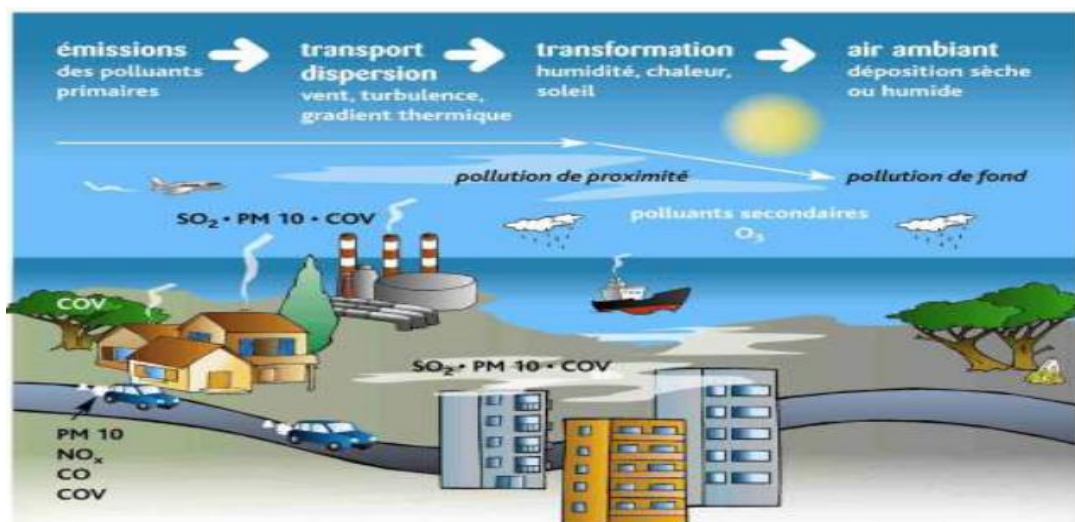 émissions
des polluants
primaires
transport
dispersion
vent, turbulence,
gradient thermique
transformation
humidité, chaleur,
soleil
air ambiant
déposition sèche
ou humide
pollution de proximité
pollution de fond
SO₂ • PM 10 • COV
polluants secondaires
O₃
COV
SO₂ • PM 10 • COV
PM 10
NOₓ
CO
COV